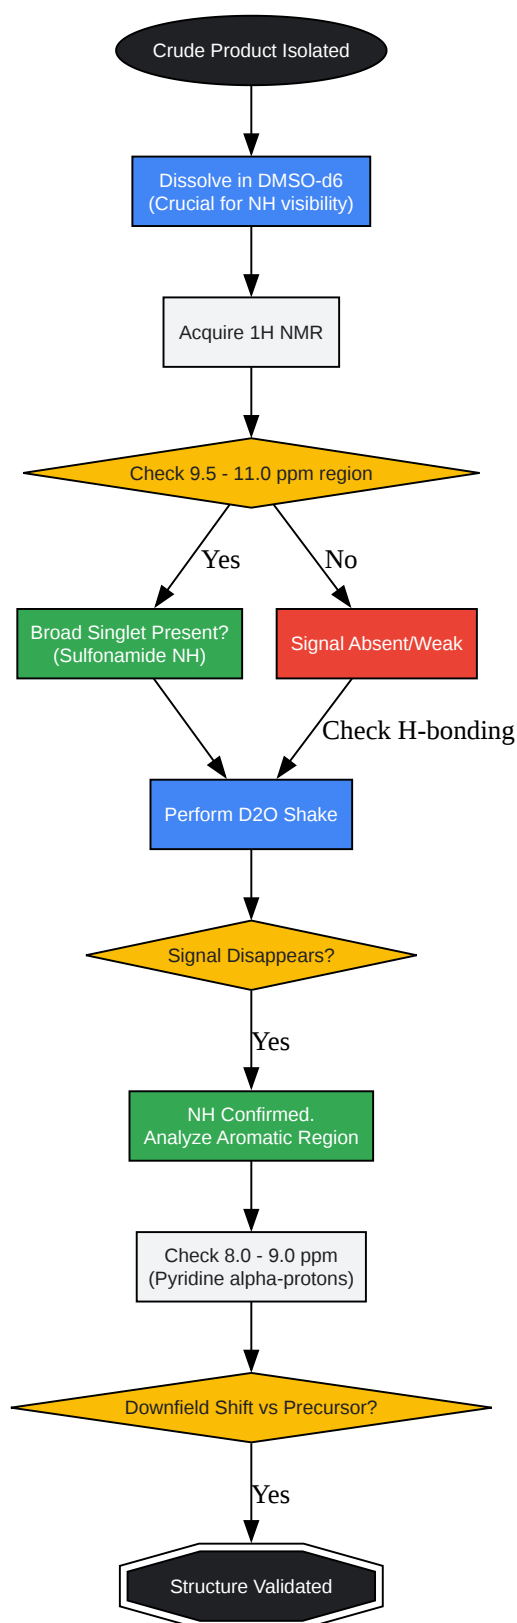 Crude Product Isolated
Dissolve in DMSO-d6
(Crucial for NH visibility)
Acquire 1H NMR
Check 9.5 - 11.0 ppm region
Yes
No
Broad Singlet Present?
(Sulfonamide NH)
Signal Absent/Weak
Check H-bonding
Perform D2O Shake
Signal Disappears?
Yes
NH Confirmed.
Analyze Aromatic Region
Check 8.0 - 9.0 ppm
(Pyridine alpha-protons)
Downfield Shift vs Precursor?
Yes
Structure Validated